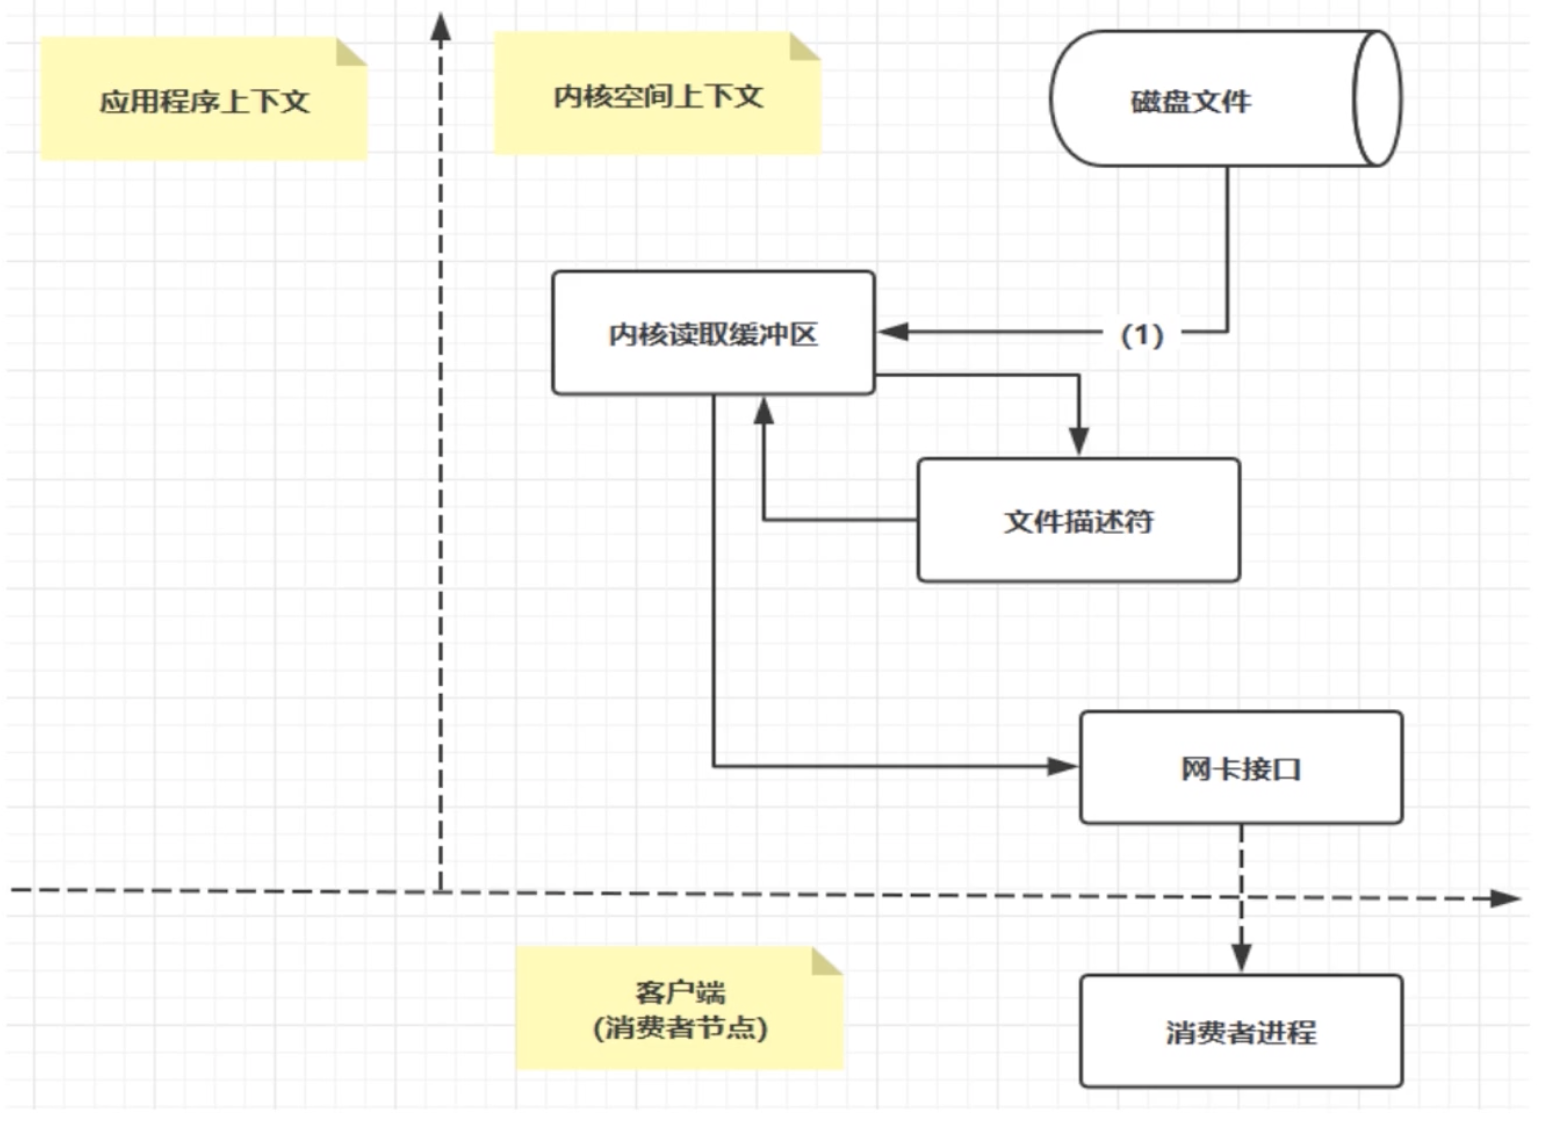 应用程序上下文
内核空间上下文
磁盘文件
内核读取缓冲区
(1)
文件描述符
网卡接口
客户端
(消费者节点)
消费者进程